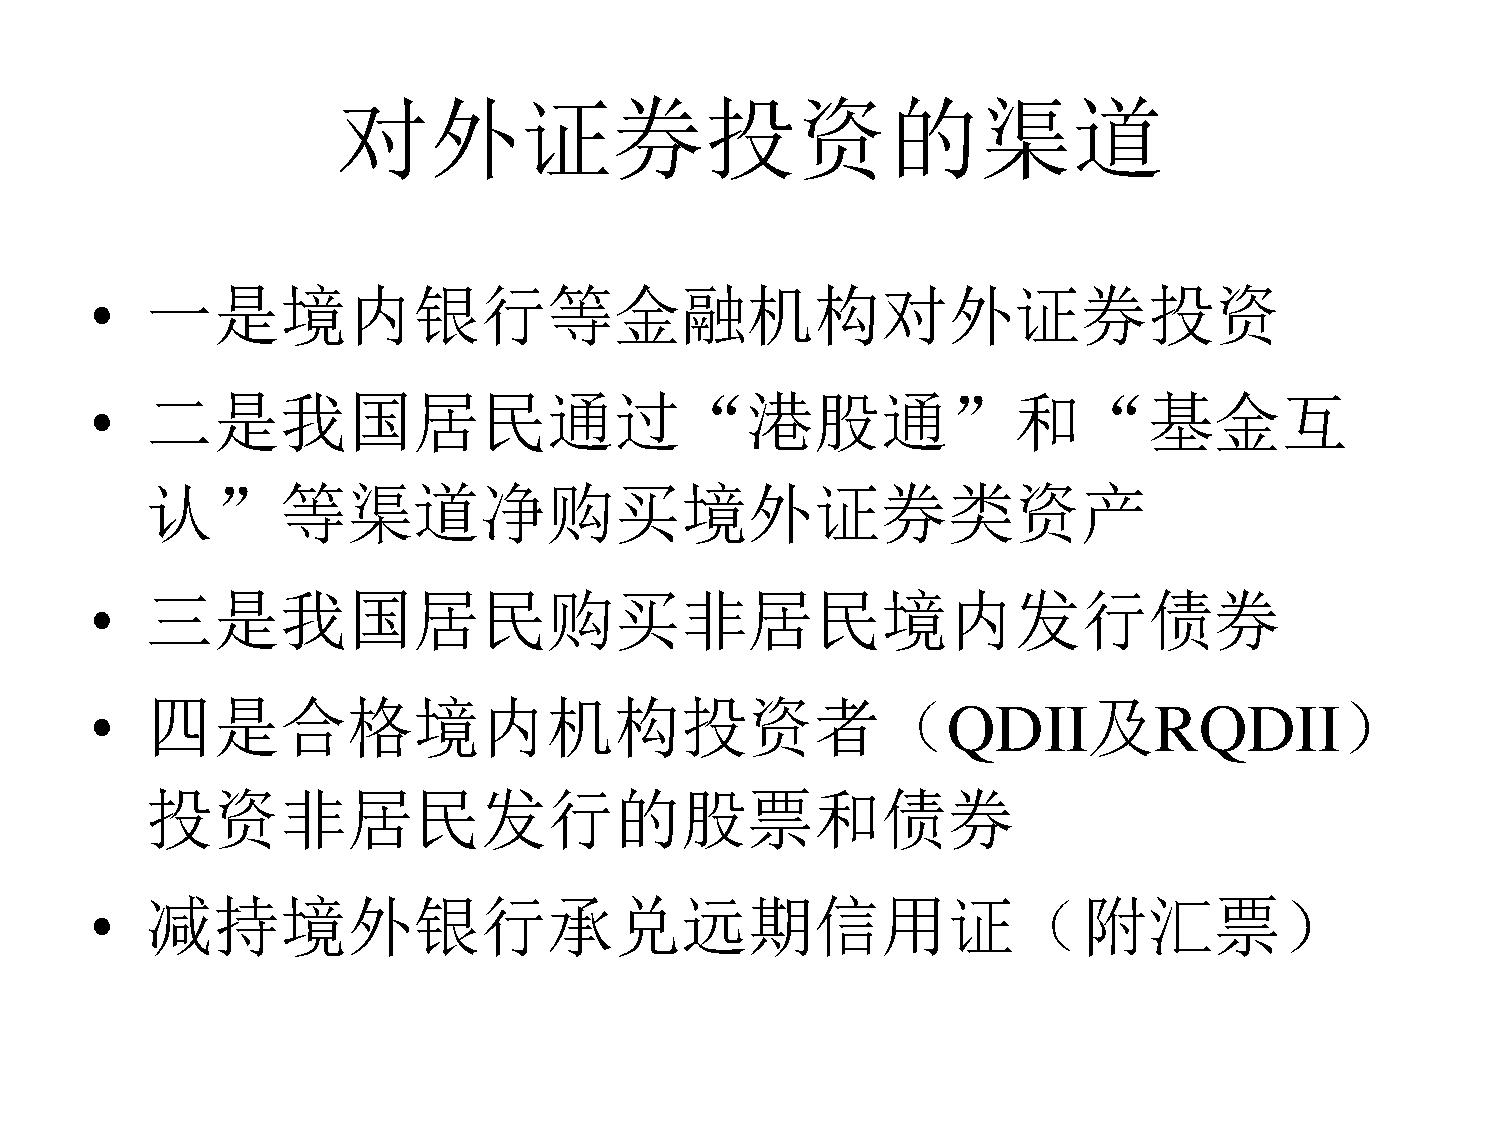 对外证券投资的渠道
• 一是境内银行等金融机构对外证券投资
• 二是我国居民通过“港股通”和“基金互
认”等渠道净购买境外证券类资产
• 三是我国居民购买非居民境内发行债券
• 四是合格境内机构投资者（QDII及RQDII）
投资非居民发行的股票和债券
• 减持境外银行承兑远期信用证（附汇票）